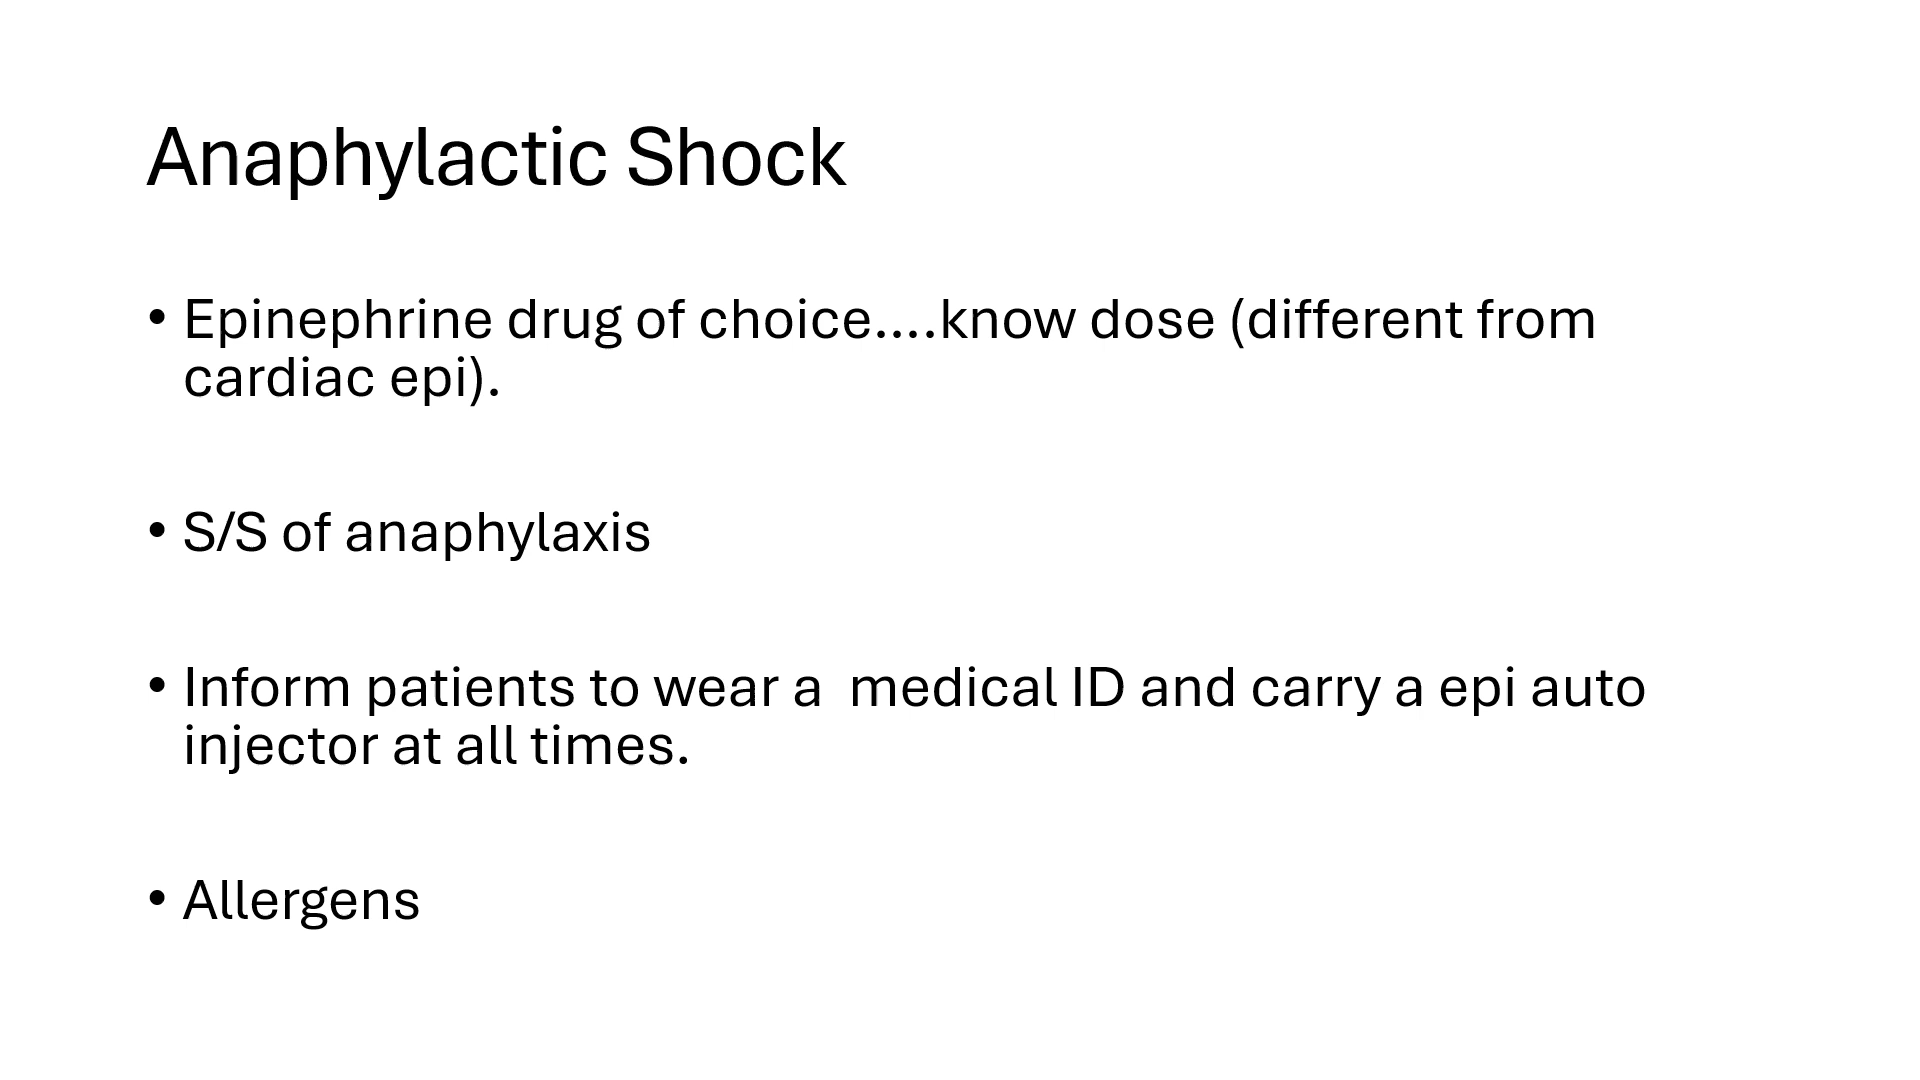 Anaphylactic Shock
• Epinephrine drug of choice....know dose (different from
cardiac epi).
• S/S of anaphylaxis
• Inform patients to wear a  medical ID and carry a epi auto
injector at all times.
• Allergens